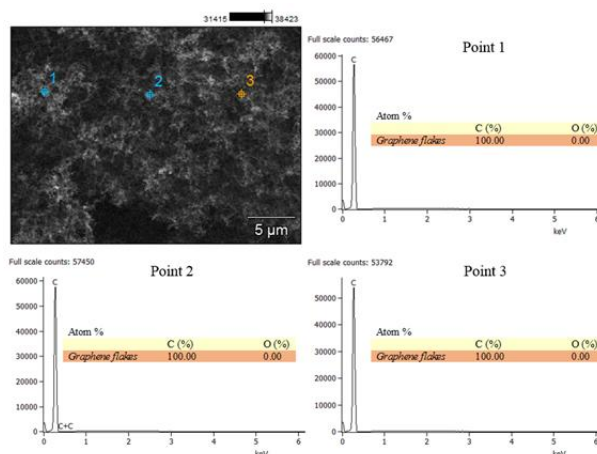 31415 38423
1
2
3
5 μm
Full scale counts: 56467
Point 1
C
60000
50000
40000
30000
20000
10000
0
Atom %
C (%) O (%)
Graphene flakes 100.00 0.00
0 1 2 3 4 5 6
keV
Full scale counts: 57450
Point 2
C
60000
50000
40000
30000
20000
10000
0
Atom %
C (%) O (%)
Graphene flakes 100.00 0.00
C+C
0 1 2 3 4 5 6
keV
Full scale counts: 53792
Point 3
C
50000
40000
30000
20000
10000
0
Atom %
C (%) O (%)
Graphene flakes 100.00 0.00
0 1 2 3 4 5 6
keV